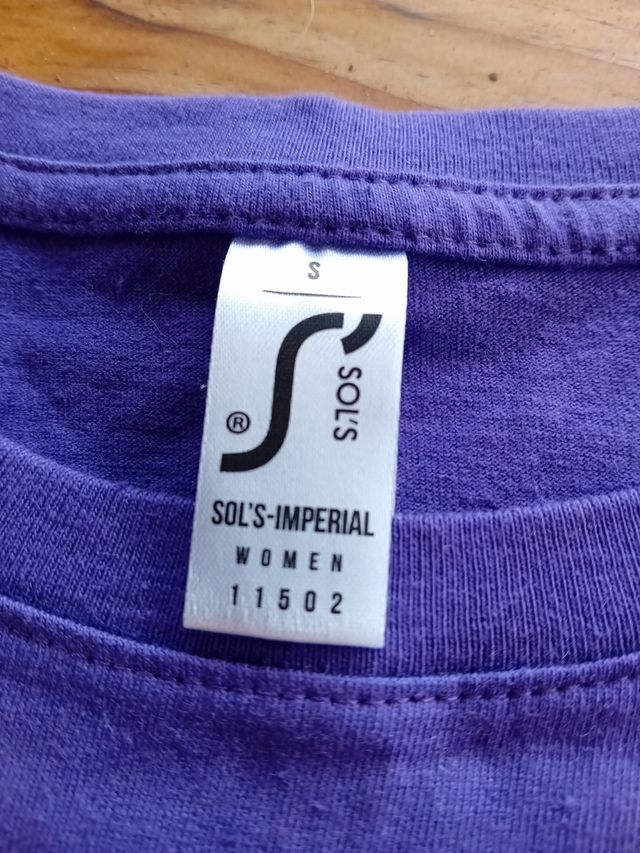 S
SOL'S
®
SOL'S-IMPERIAL
WOMEN
11502